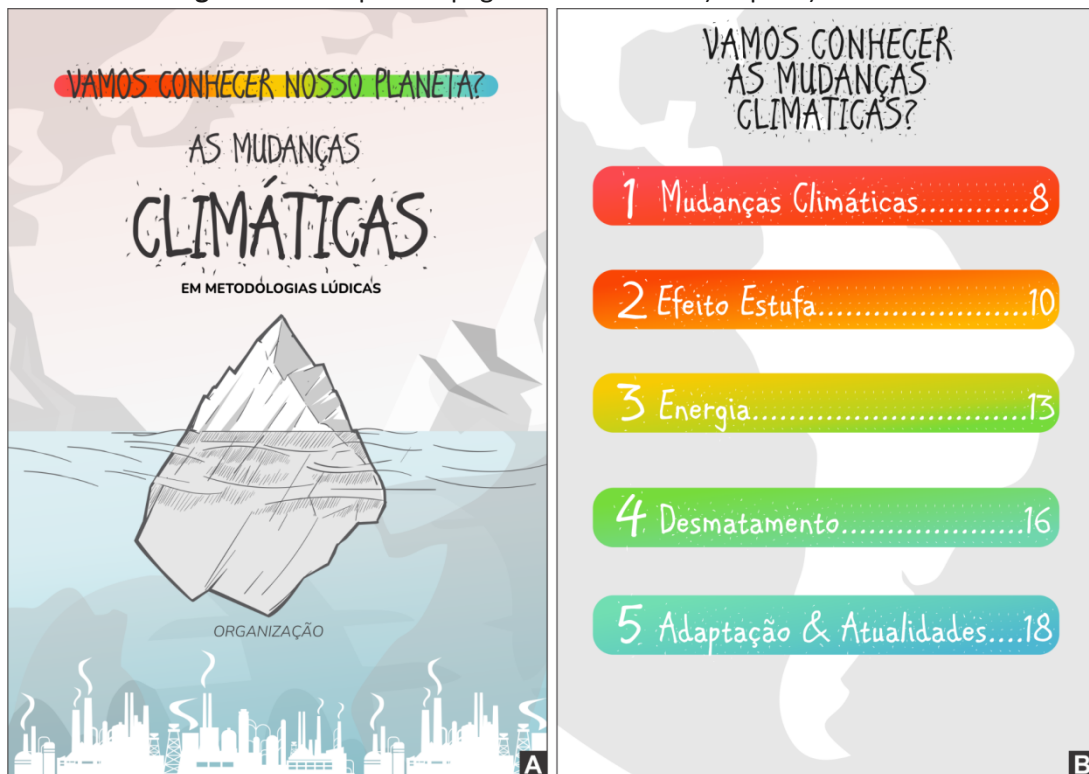 VAMOS CONHECER NOSSO PLANETA?
AS MUDANÇAS
CLIMÁTICAS
EM METODOLOGIAS LÚDICAS
ORGANIZAÇÃO
A
VAMOS CONHECER
AS MUDANÇAS
CLIMATICAS?
1 Mudanças Climáticas............8
2 Efeito Estufa........................10
3 Energia................................13
4 Desmatamento.....................16
5 Adaptação & Atualidades....18
B